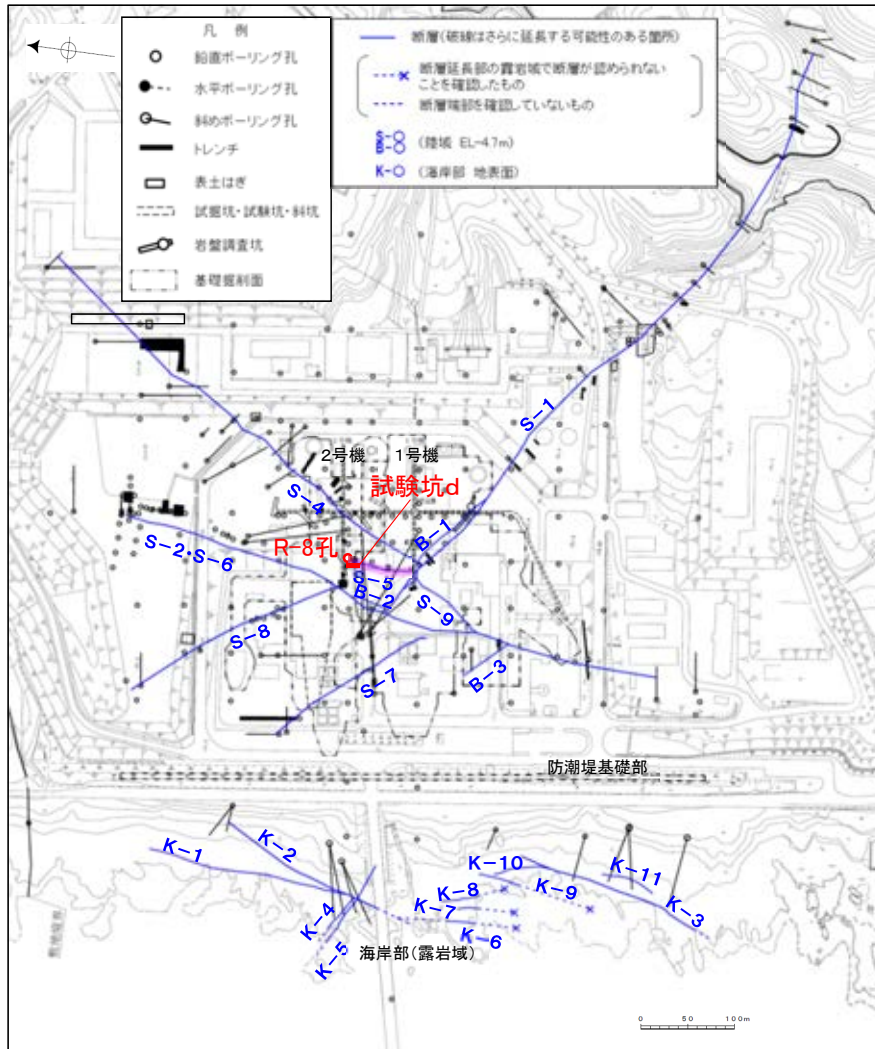 凡 例
鉛直ボーリング孔
水平ボーリング孔
斜めボーリング孔
トレンチ
表土はぎ
試掘坑・試験坑・斜坑
岩盤調査坑
基礎掘削面
断層(破線はさらに延長する可能性のある箇所)
断層延長部の露岩域で断層が認められない
ことを確認したもの
断層端部を確認していないもの
S-○
B-○
(陸域 EL-4.7m)
K-○
(海岸部 地表面)
S-1
2号機
1号機
試験坑d
S-4
B-1
R-8孔
S-2・S-6
S-5
B-2
S-9
S-8
S-7
B-3
防潮堤基礎部
K-1
K-2
K-10
K-11
K-8
K-9
K-4
K-7
K-3
K-6
K-5
海岸部(露岩域)
0 50 100m